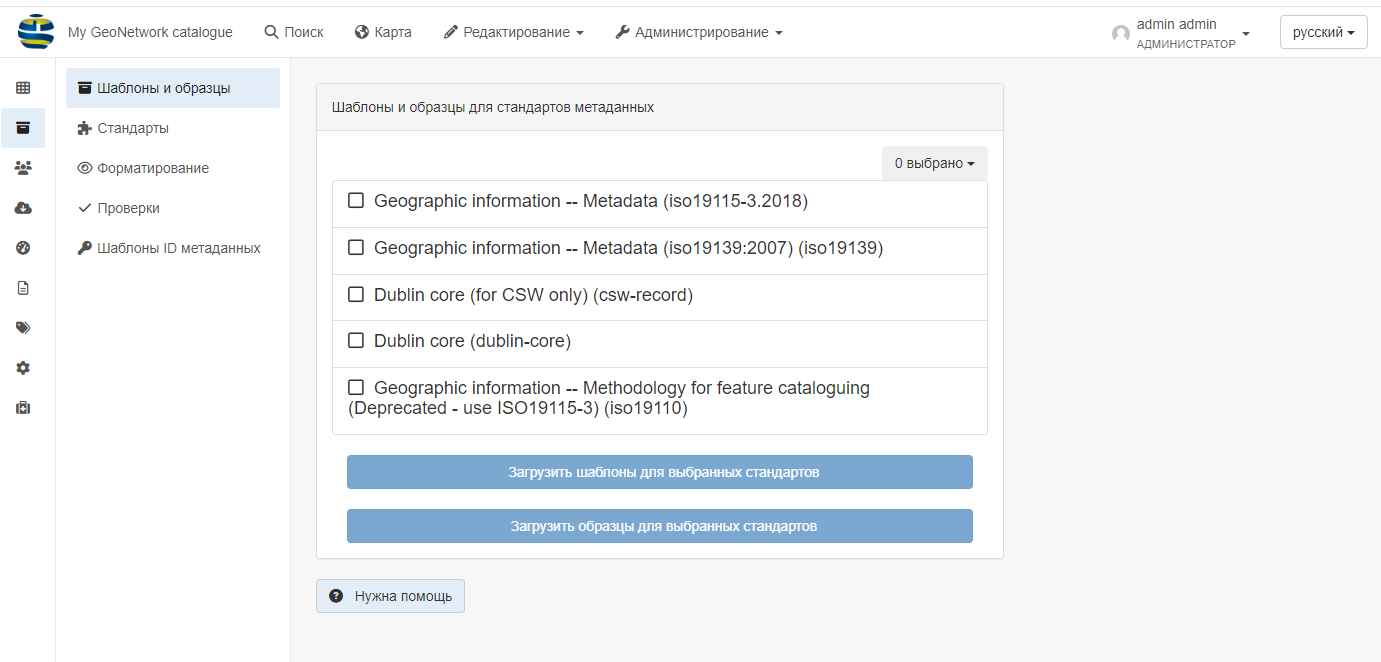 My GeoNetwork catalogue
Поиск
Карта
Редактирование
Администрирование
admin admin
АДМИНИСТРАТОР
русский
Шаблоны и образцы
Стандарты
Форматирование
Проверки
Шаблоны ID метаданных
Шаблоны и образцы для стандартов метаданных
0 выбрано
Geographic information -- Metadata (iso19115-3.2018)
Geographic information -- Metadata (iso19139:2007) (iso19139)
Dublin core (for CSW only) (csw-record)
Dublin core (dublin-core)
Geographic information -- Methodology for feature cataloguing
(Deprecated - use ISO19115-3) (iso19110)
Загрузить шаблоны для выбранных стандартов
Загрузить образцы для выбранных стандартов
Нужна помощь